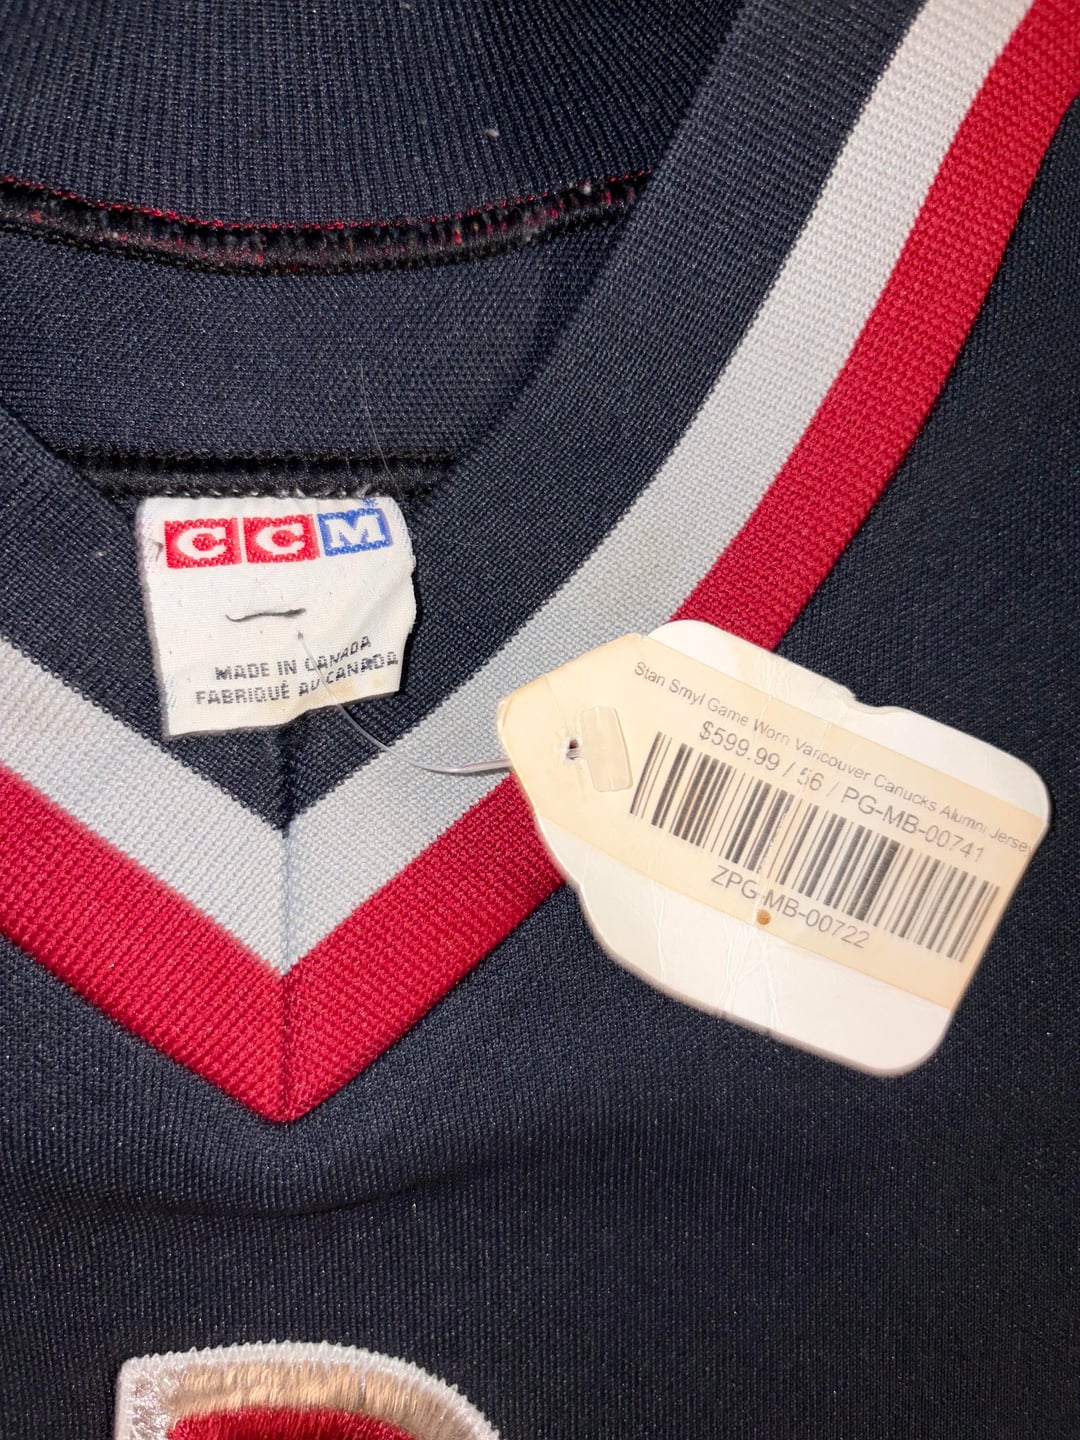 CCM
MADE IN CANADA
FABRIQUÉ AU CANADA
Stan Smyl Game Worn Vancouver Canucks Alumni Jerse
$599.99 / 56 / PG-MB-00741
ZPG-MB-00722